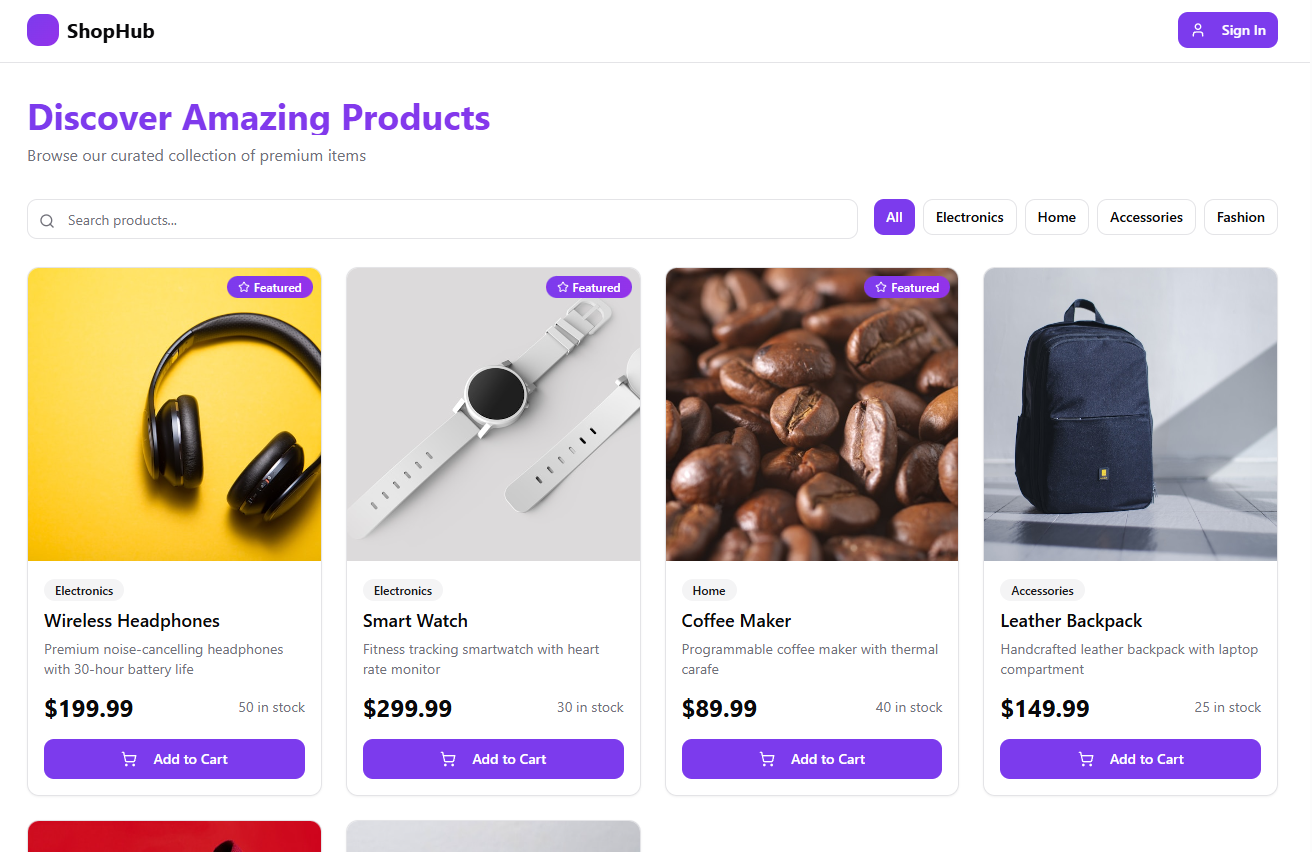 ShopHub
Sign In
Discover Amazing Products
Browse our curated collection of premium items
Search products...
All
Electronics
Home
Accessories
Fashion
Featured
Featured
Featured
Electronics
Wireless Headphones
Premium noise-cancelling headphones
with 30-hour battery life
$199.99
50 in stock
Add to Cart
Electronics
Smart Watch
Fitness tracking smartwatch with heart
rate monitor
$299.99
30 in stock
Add to Cart
Home
Coffee Maker
Programmable coffee maker with thermal
carafe
$89.99
40 in stock
Add to Cart
Accessories
Leather Backpack
Handcrafted leather backpack with laptop
compartment
$149.99
25 in stock
Add to Cart